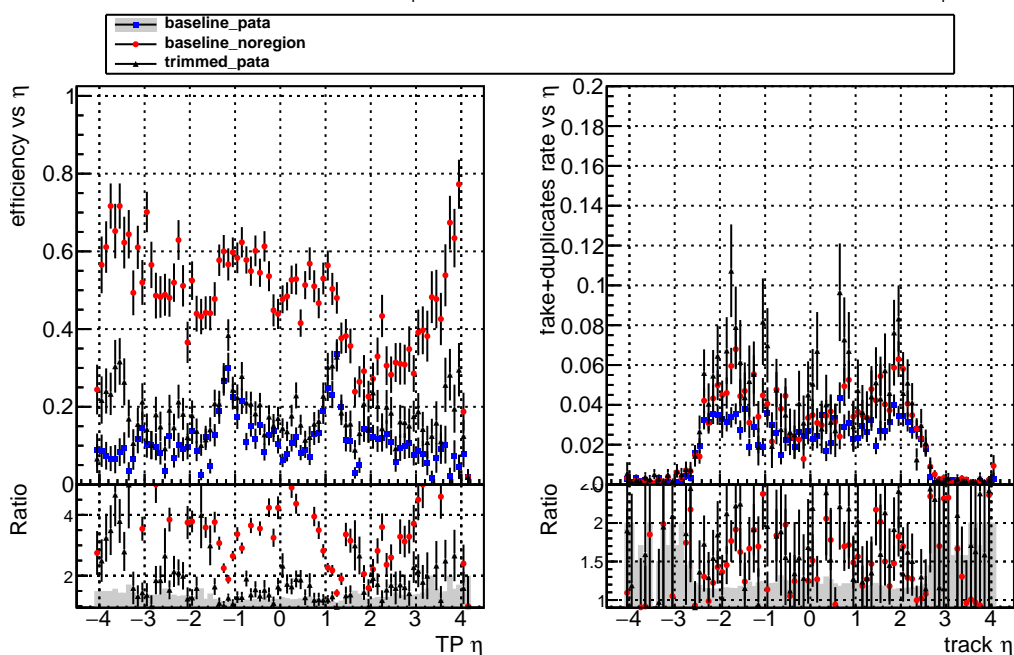 baseline_pata
baseline_noregion
trimmed_pata
efficiency vs η
1
0.8
0.6
0.4
0.2
0
Ratio
4
2
−4 −3 −2 −1 0 1 2 3 4
TP η
fake+duplicates rate vs η
0.2
0.18
0.16
0.14
0.12
0.1
0.08
0.06
0.04
0.02
0
Ratio
2
1.5
1
−4 −3 −2 −1 0 1 2 3 4
track η